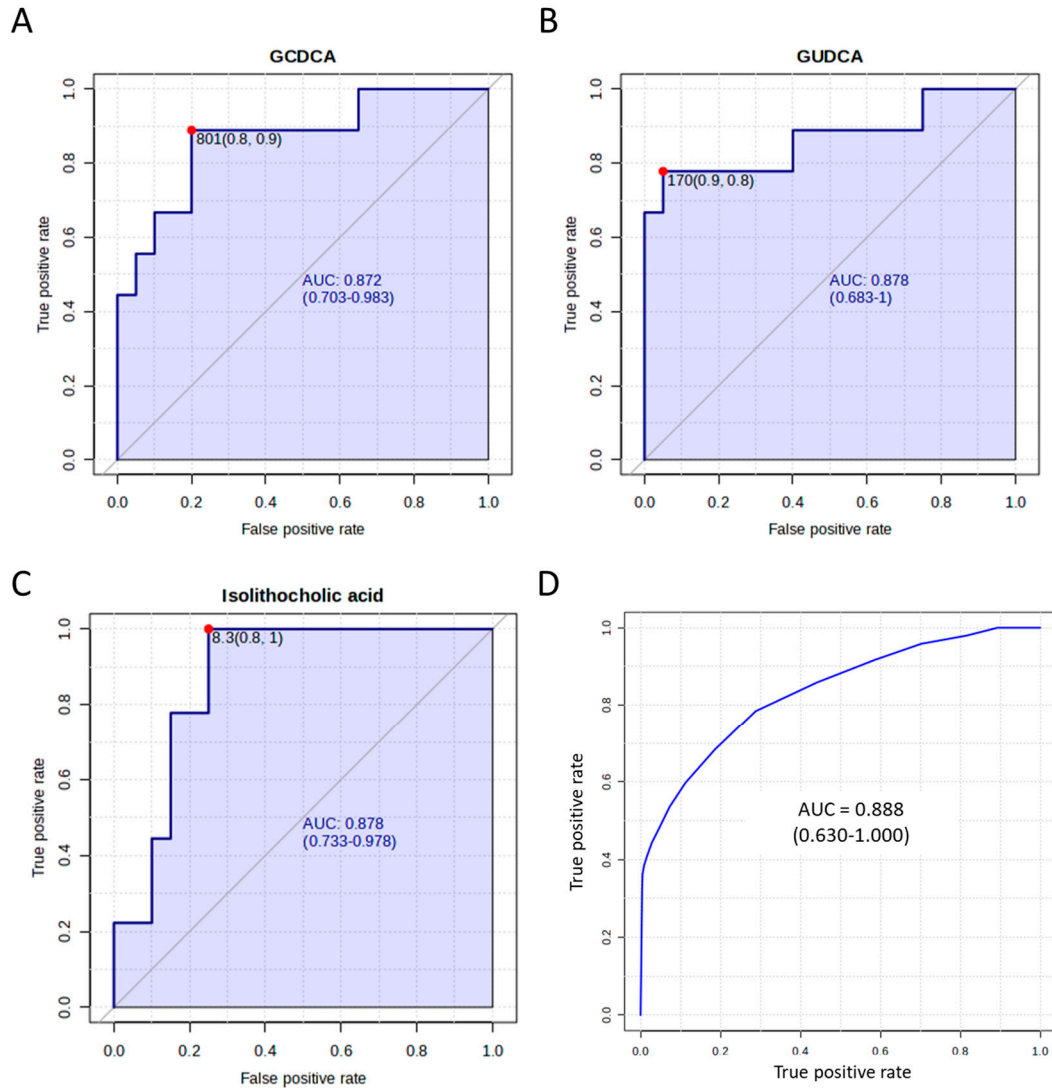 A
GCDCA
True positive rate
1.0
0.8
0.6
0.4
0.2
0.0
801(0.8, 0.9)
AUC: 0.872
(0.703-0.983)
0.0 0.2 0.4 0.6 0.8 1.0
False positive rate
B
GUDCA
True positive rate
1.0
0.8
0.6
0.4
0.2
0.0
170(0.9, 0.8)
AUC: 0.878
(0.683-1)
0.0 0.2 0.4 0.6 0.8 1.0
False positive rate
C
Isolithocholic acid
True positive rate
1.0
0.8
0.6
0.4
0.2
0.0
8.3(0.8, 1)
AUC: 0.878
(0.733-0.978)
0.0 0.2 0.4 0.6 0.8 1.0
False positive rate
D
True positive rate
1.0
0.8
0.6
0.4
0.2
0.0
AUC = 0.888
(0.630-1.000)
0.0 0.2 0.4 0.6 0.8 1.0
True positive rate